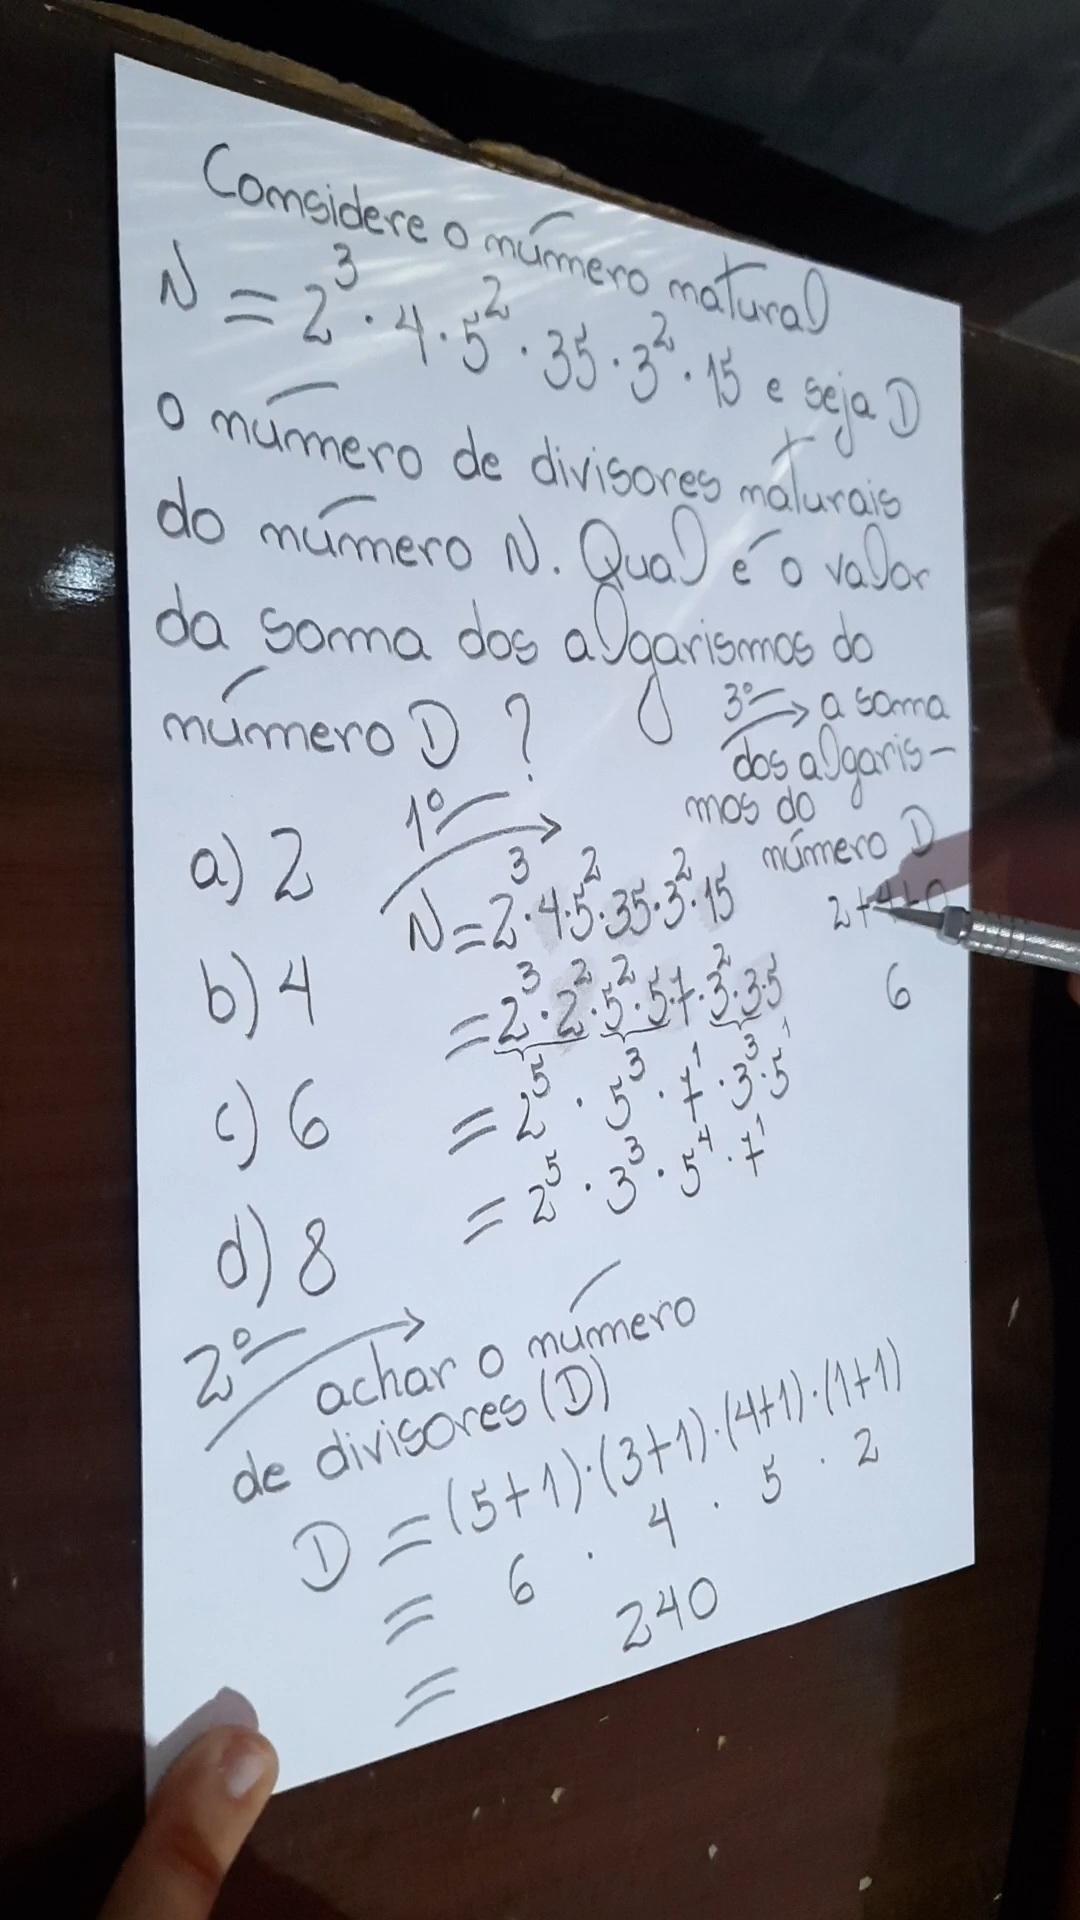 Considere o número natural
N = 2³ · 4 · 5² · 35 · 3² · 15 e seja D
o número de divisores naturais
do número N. Qual é o valor
da soma dos algarismos do
número D ?
a) 2
b) 4
c) 6
d) 8
1º
N = 2³ · 4 · 5² · 35 · 3² · 15
= 2³ · 2² · 5² · 5 · 7 · 3² · 3 · 5
= 2⁵ · 5³ · 7¹ · 3³ · 5¹
= 2⁵ · 3³ · 5⁴ · 7¹
2º
achar o número
de divisores (D)
D = (5+1) · (3+1) · (4+1) · (1+1)
= 6 · 4 · 5 · 2
= 240
3º → a soma
dos algaris-
mos do
número D
2+4+0
6